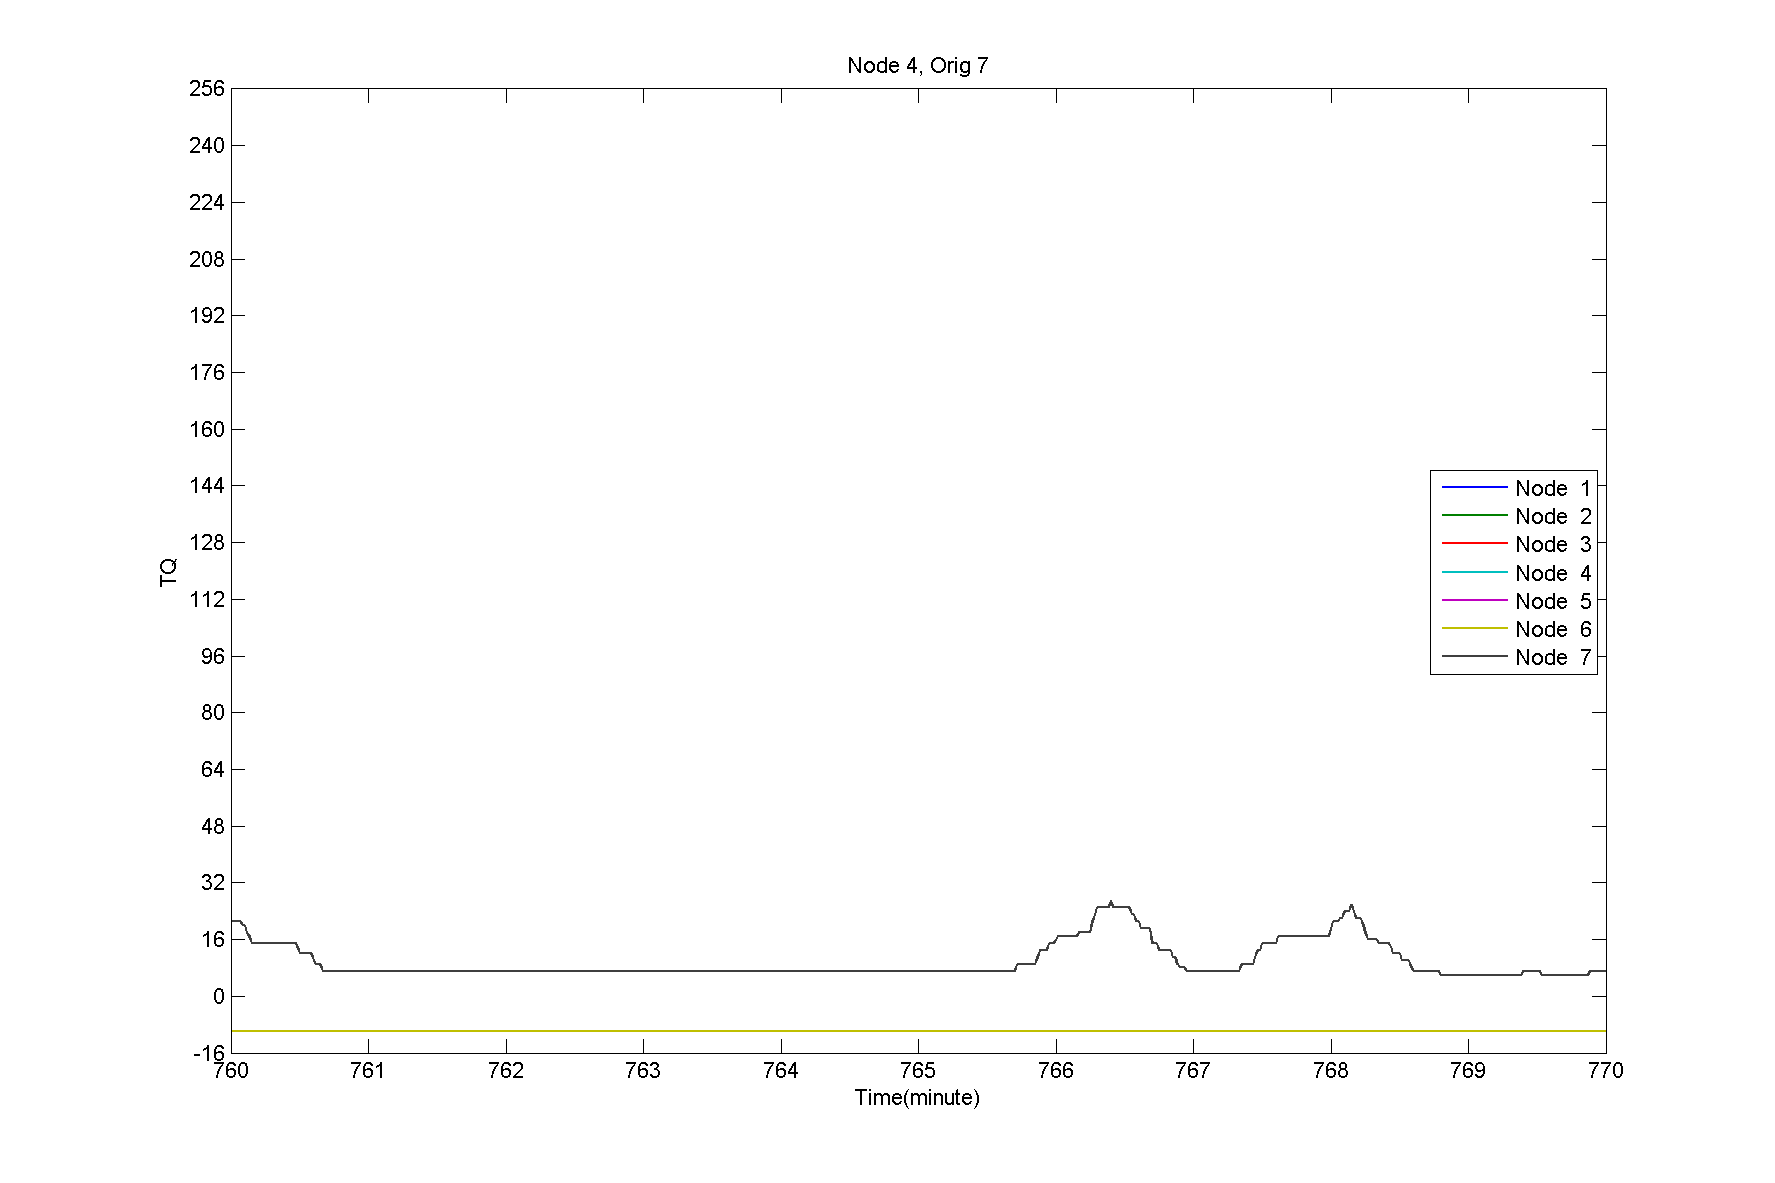 Node 4, Orig 7
256
240
224
208
192
176
160
144
128
112
96
80
64
48
32
16
0
-16
TQ
Node 1
Node 2
Node 3
Node 4
Node 5
Node 6
Node 7
760 761 762 763 764 765 766 767 768 769 770
Time(minute)